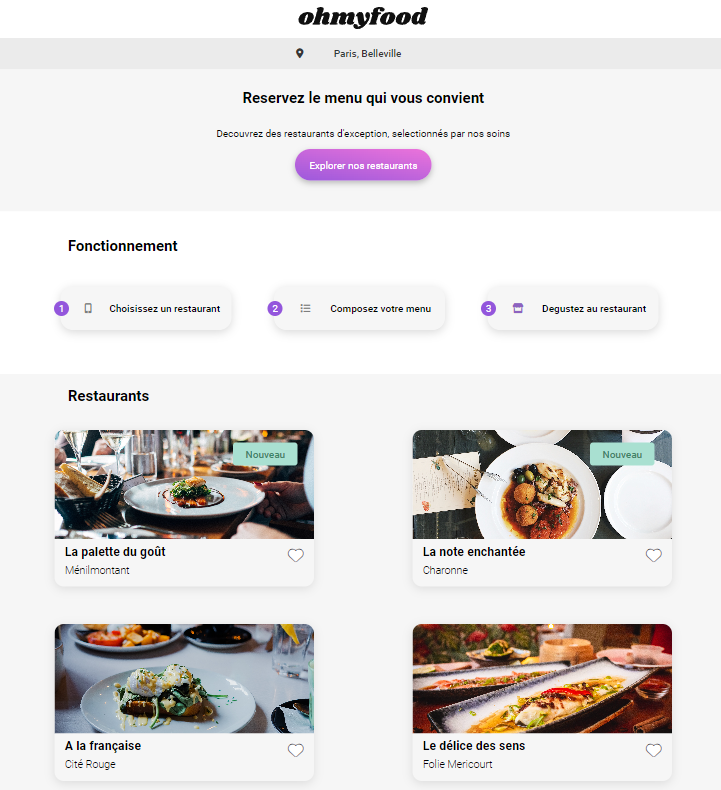 ohmyfood
Paris, Belleville
Reservez le menu qui vous convient
Decouvrez des restaurants d'exception, selectionnés par nos soins
Explorer nos restaurants
Fonctionnement
1 Choisissez un restaurant
2 Composez votre menu
3 Degustez au restaurant
Restaurants
Nouveau
La palette du goût
Ménilmontant
Nouveau
La note enchantée
Charonne
A la française
Cité Rouge
Le délice des sens
Folie Mericourt